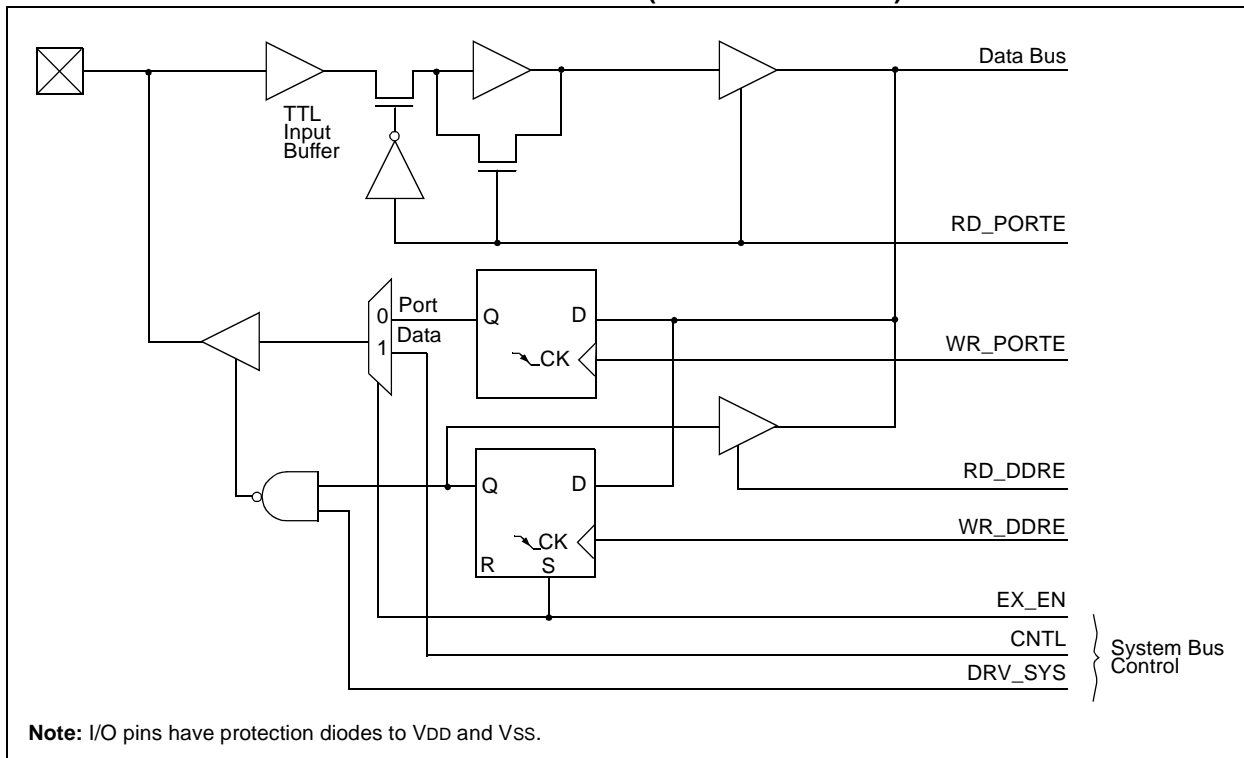 Data Bus
TTL
Input
Buffer
RD_PORTE
Port
0
Q
D
Data
1
WR_PORTE
CK
RD_DDRE
Q
D
WR_DDRE
CK
R
S
EX_EN
CNTL
System Bus
Control
DRV_SYS
Note: I/O pins have protection diodes to VDD and VSS.